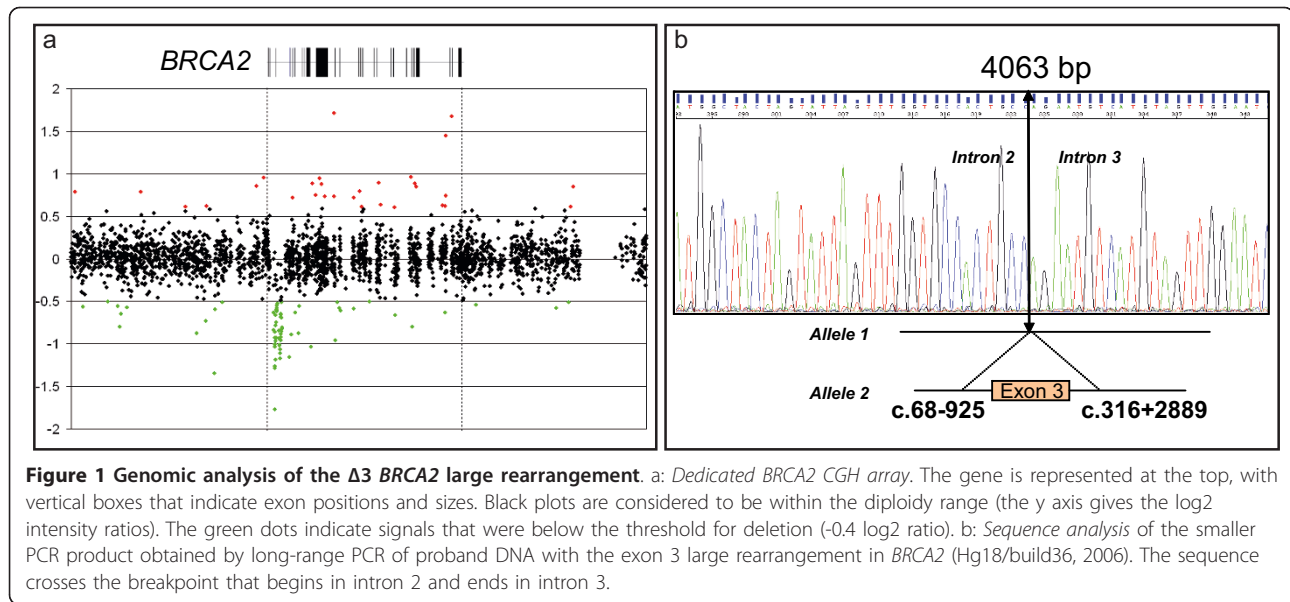 a
BRCA2
2
1.5
1
0.5
0
-0.5
-1
-1.5
-2
b
4063 bp
Intron 2
Intron 3
Allele 1
Allele 2
Exon 3
c.68-925
c.316+2889
Figure 1 Genomic analysis of the Δ3 BRCA2 large rearrangement. a: Dedicated BRCA2 CGH array. The gene is represented at the top, with
vertical boxes that indicate exon positions and sizes. Black plots are considered to be within the diploidy range (the y axis gives the log2
intensity ratios). The green dots indicate signals that were below the threshold for deletion (-0.4 log2 ratio). b: Sequence analysis of the smaller
PCR product obtained by long-range PCR of proband DNA with the exon 3 large rearrangement in BRCA2 (Hg18/build36, 2006). The sequence
crosses the breakpoint that begins in intron 2 and ends in intron 3.